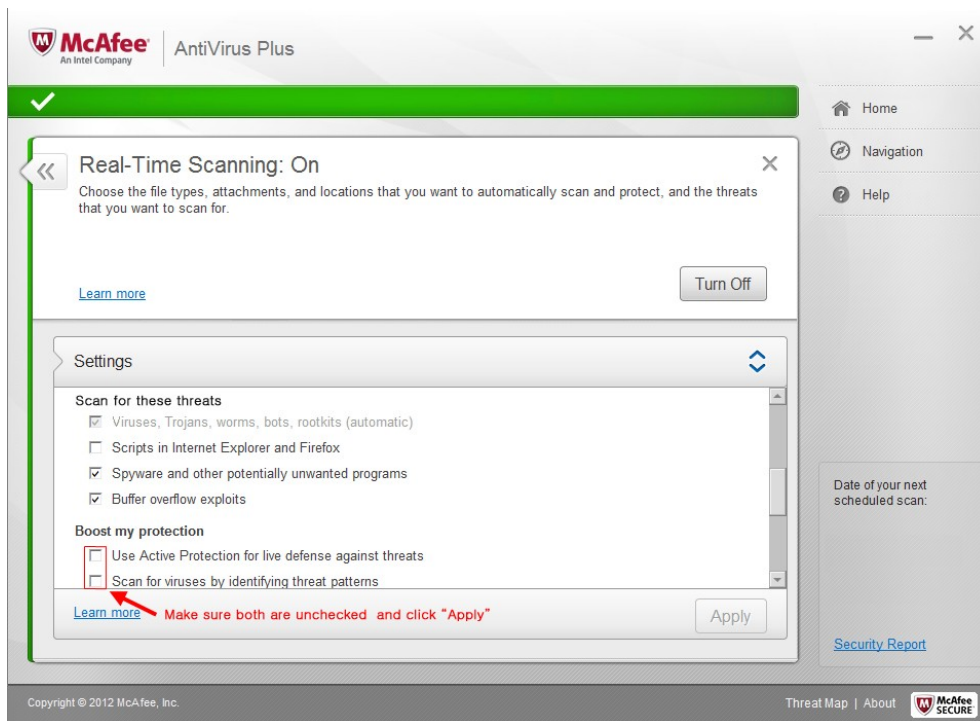 McAfee
An Intel Company
AntiVirus Plus
Home
Navigation
Help
Real-Time Scanning: On
Choose the file types, attachments, and locations that you want to automatically scan and protect, and the threats
that you want to scan for.
Learn more
Turn Off
Settings
Scan for these threats
Viruses, Trojans, worms, bots, rootkits (automatic)
Scripts in Internet Explorer and Firefox
Spyware and other potentially unwanted programs
Buffer overflow exploits
Boost my protection
Use Active Protection for live defense against threats
Scan for viruses by identifying threat patterns
Learn more
Make sure both are unchecked and click "Apply"
Apply
Date of your next
scheduled scan:
Security Report
Copyright © 2012 McAfee, Inc.
Threat Map | About
McAfee
SECURE